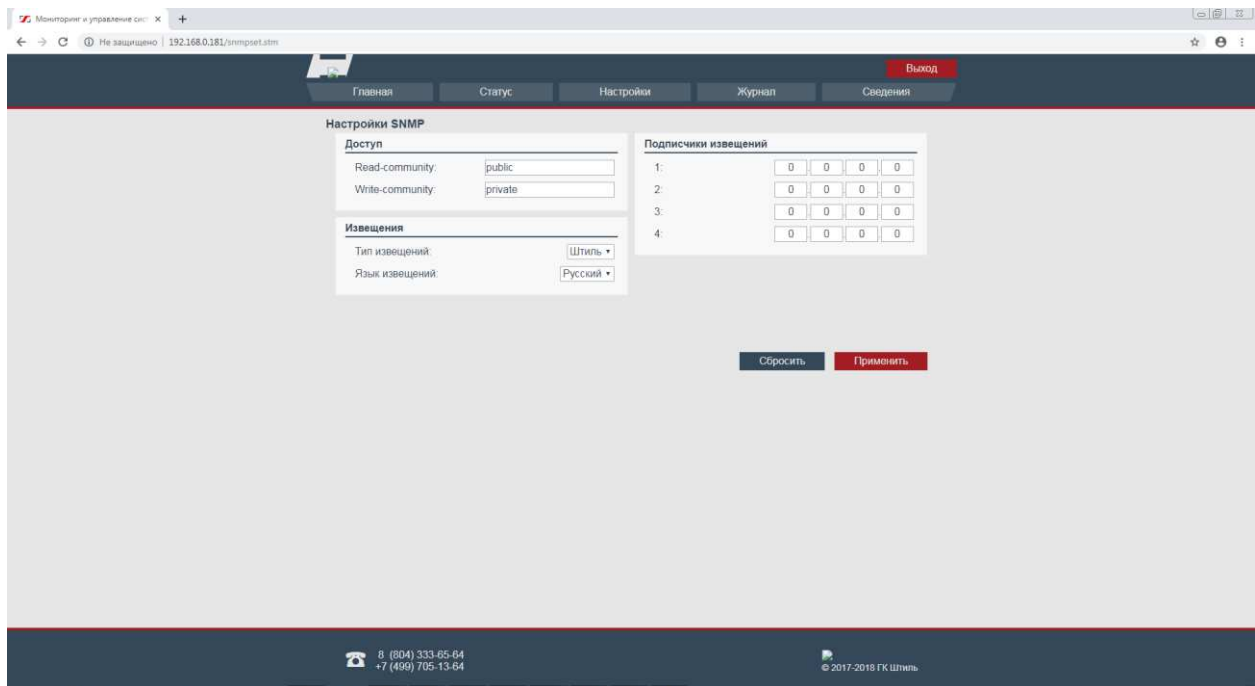 Мониторинг и управление сис
Не защищено 192.168.0.181/snmpset.stm
Выход
Главная Статус Настройки Журнал Сведения
Настройки SNMP
Доступ
Read-community: public
Write-community: private
Извещения
Тип извещений: Штиль
Язык извещений: Русский
Подписчики извещений
1: 0 . 0 . 0 . 0
2: 0 . 0 . 0 . 0
3: 0 . 0 . 0 . 0
4: 0 . 0 . 0 . 0
Сбросить Применить
8 (804) 333-65-64
+7 (499) 705-13-64
© 2017-2018 ГК Штиль